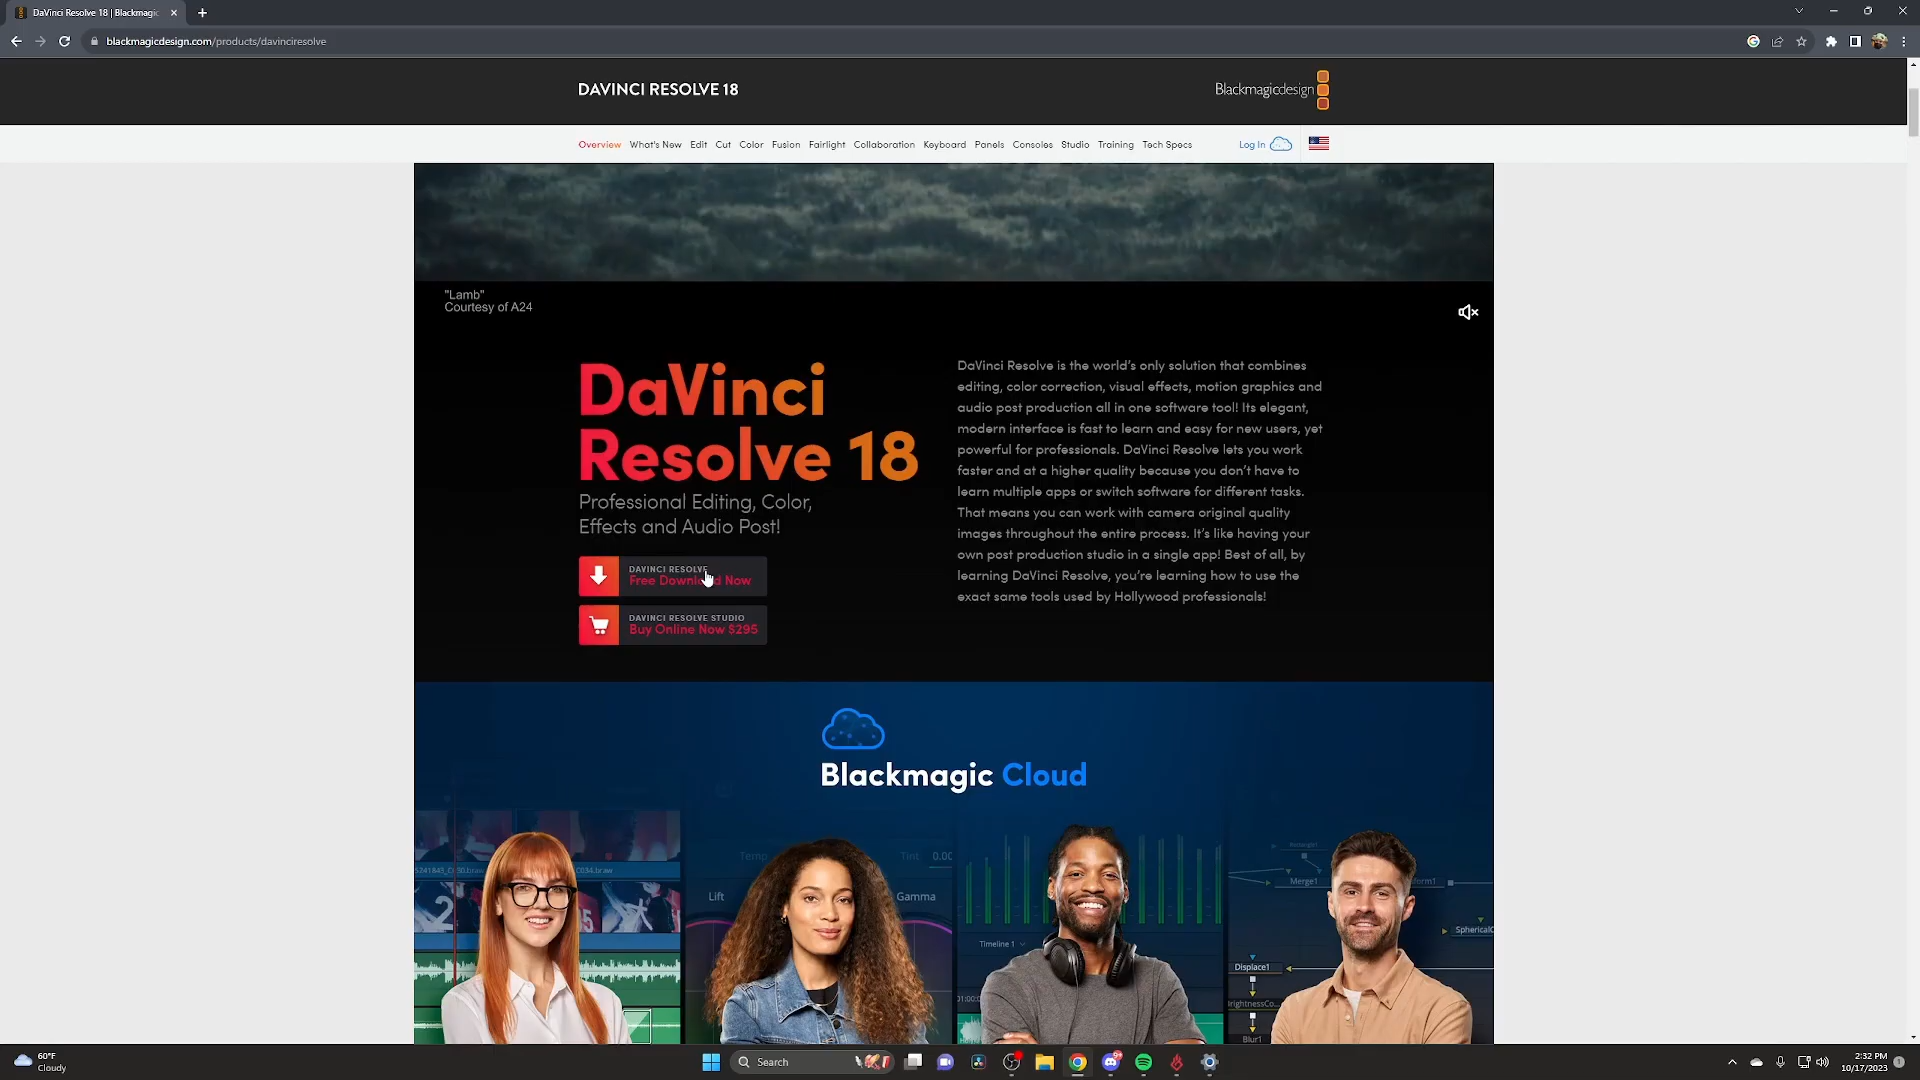 DaVinci Resolve 18 | Blackmagic
blackmagicdesign.com/products/davinciresolve
DAVINCI RESOLVE 18
Blackmagicdesign
Overview What's New Edit Cut Color Fusion Fairlight Collaboration Keyboard Panels Consoles Studio Training Tech Specs Log In
"Lamb"
Courtesy of A24
DaVinci
Resolve 18
Professional Editing, Color,
Effects and Audio Post!
DAVINCI RESOLVE
Free Download Now
DAVINCI RESOLVE STUDIO
Buy Online Now $295
DaVinci Resolve is the world's only solution that combines
editing, color correction, visual effects, motion graphics and
audio post production all in one software tool! Its elegant,
modern interface is fast to learn and easy for new users, yet
powerful for professionals. DaVinci Resolve lets you work
faster and at a higher quality because you don't have to
learn multiple apps or switch software for different tasks.
That means you can work with camera original quality
images throughout the entire process. It's like having your
own post production studio in a single app! Best of all, by
learning DaVinci Resolve, you're learning how to use the
exact same tools used by Hollywood professionals!
Blackmagic Cloud
Temp Tint 0.00
Lift Gamma
Timeline 1
Merge1
Displace1
Blur1
60°F
Cloudy
Search
2:32 PM
10/17/2023